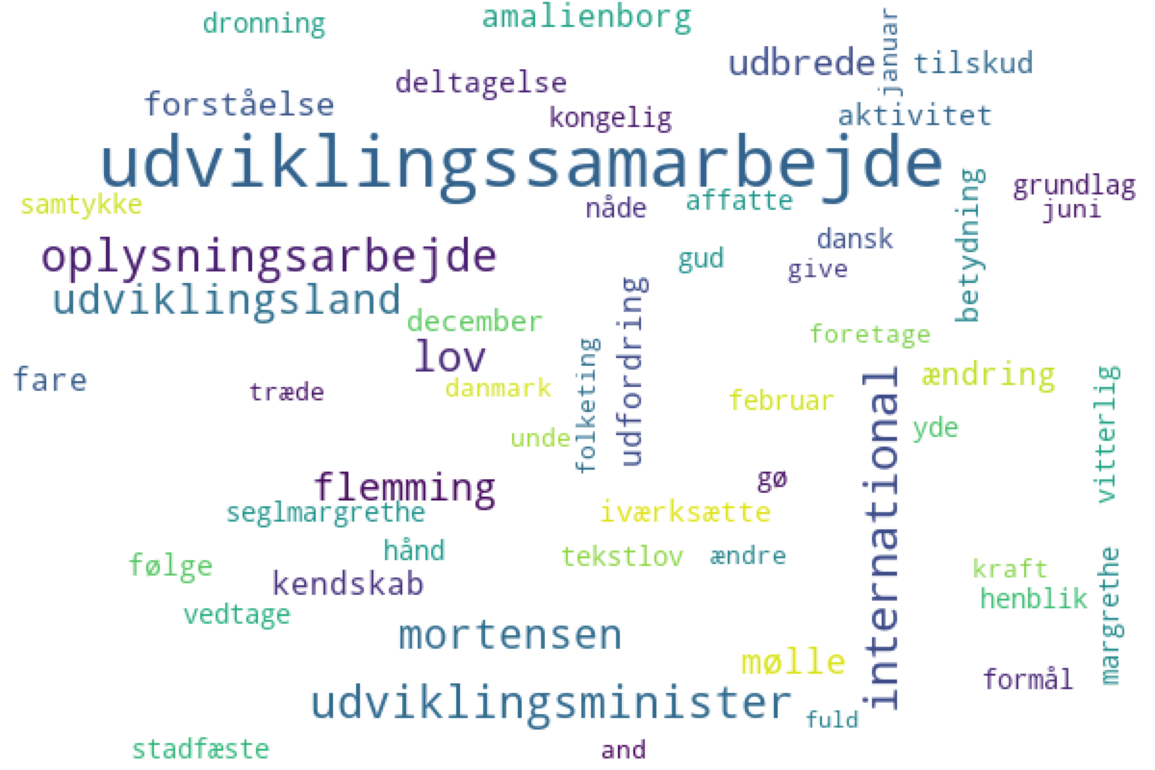 dronning
amalienborg
januar
udbrede
tilskud
deltagelse
forståelse
kongelig
aktivitet
udviklingssamarbejde
betydning
grundlag
samtykke
nåde
affatte
juni
dansk
oplysningsarbejde
gud
give
udfordring
udviklingsland
december
foretage
folketing
lov
international
ændring
vitterlig
fare
træde
danmark
februar
yde
unde
flemming
gø
seglmargrethe
iværksætte
hånd
tekstlov
ændre
følge
kraft
margrethe
kendskab
henblik
vedtage
mortensen
mølle
formål
udviklingsminister
fuld
stadfæste
and